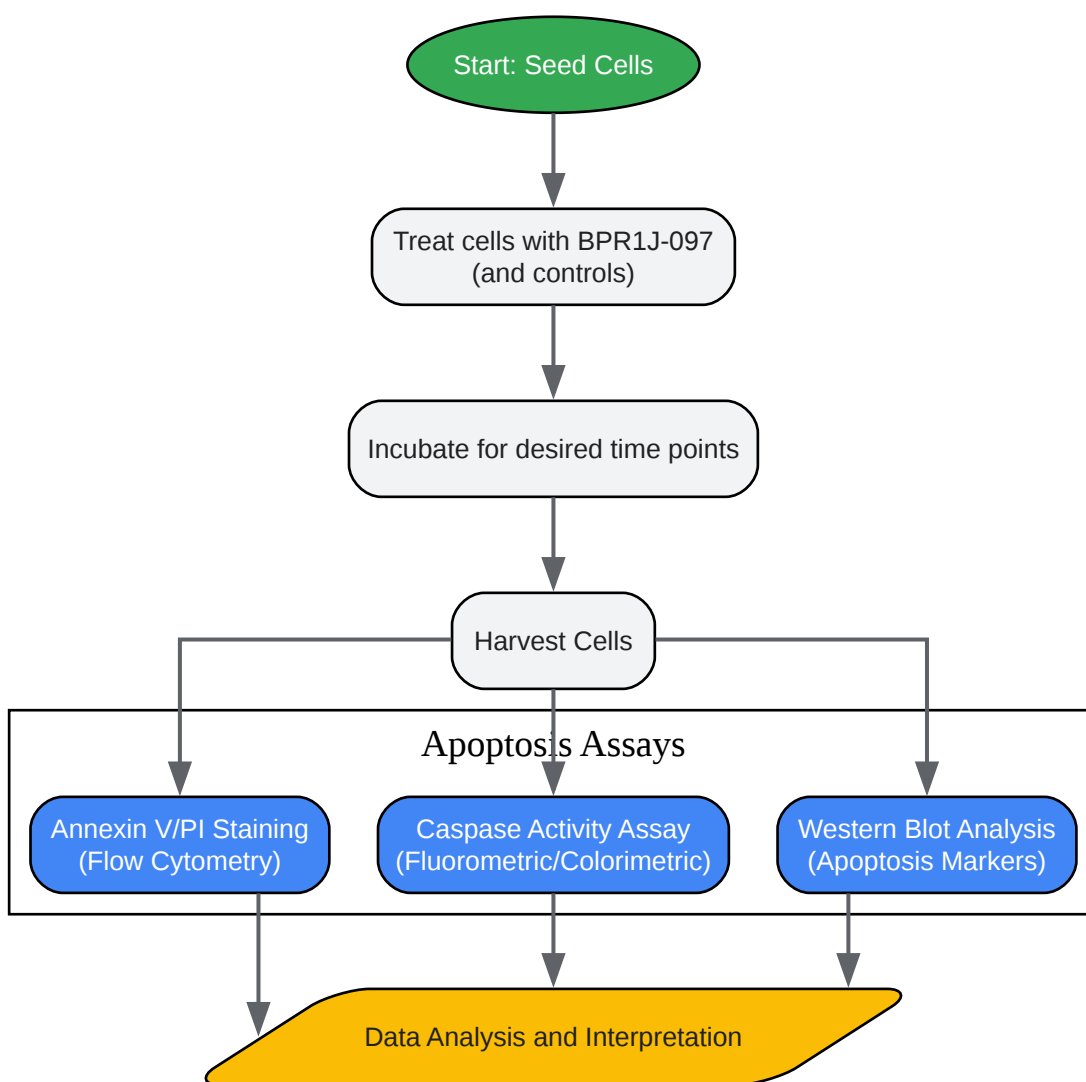 Start: Seed Cells
Treat cells with BPR1J-097
(and controls)
Incubate for desired time points
Harvest Cells
Apoptosis Assays
Annexin V/PI Staining
(Flow Cytometry)
Caspase Activity Assay
(Fluorometric/Colorimetric)
Western Blot Analysis
(Apoptosis Markers)
Data Analysis and Interpretation